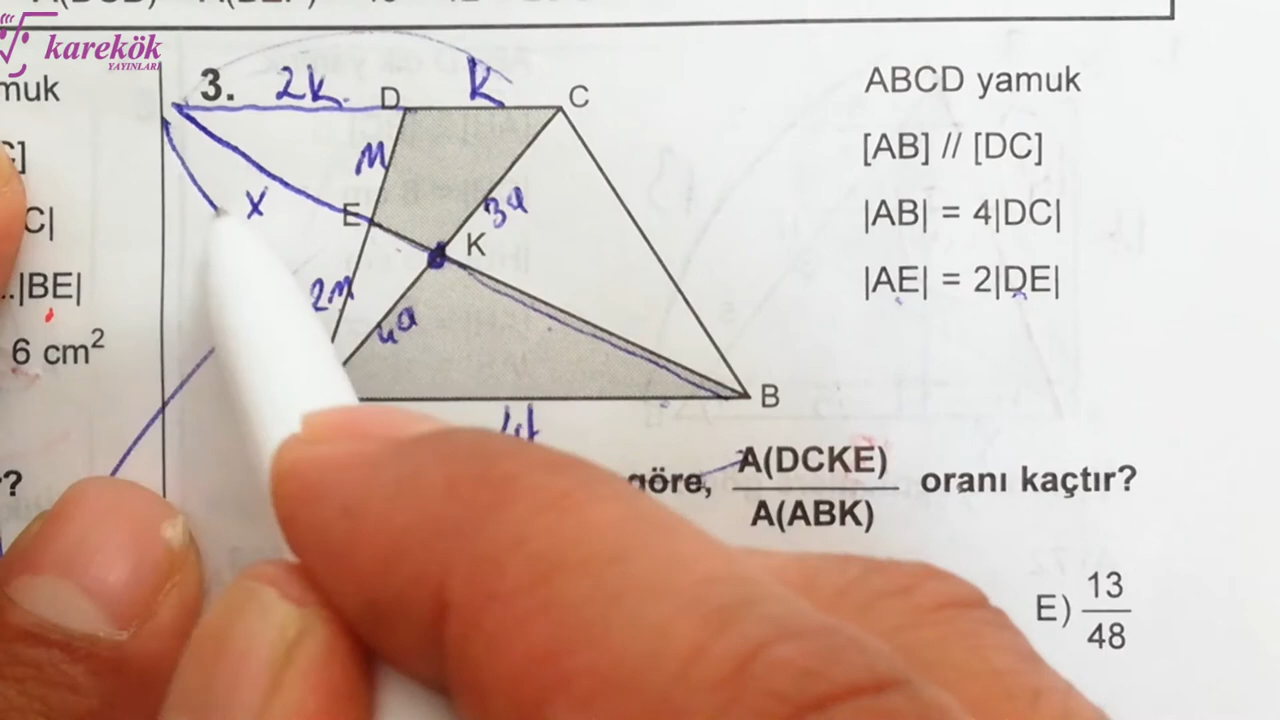 karekök
YAYINLARI
muk
C|
|BE|
6 cm²
?
3. 2k D k C
M
x E 3a K
2M 4a
B
ABCD yamuk
[AB] // [DC]
|AB| = 4|DC|
|AE| = 2|DE|
göre, A(DCKE) / A(ABK) oranı kaçtır?
E) 13/48